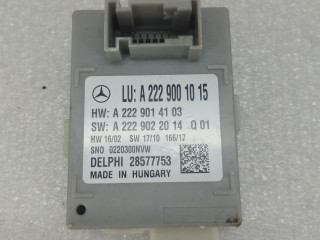 LU: A 222 900 10 15
HW: A 222 901 41 03
SW: A 222 902 20 14 Q 01
HW 16/02 SW 17/10 166/17
SNO 0220300NVW
DELPHI 28577753
MADE IN HUNGARY